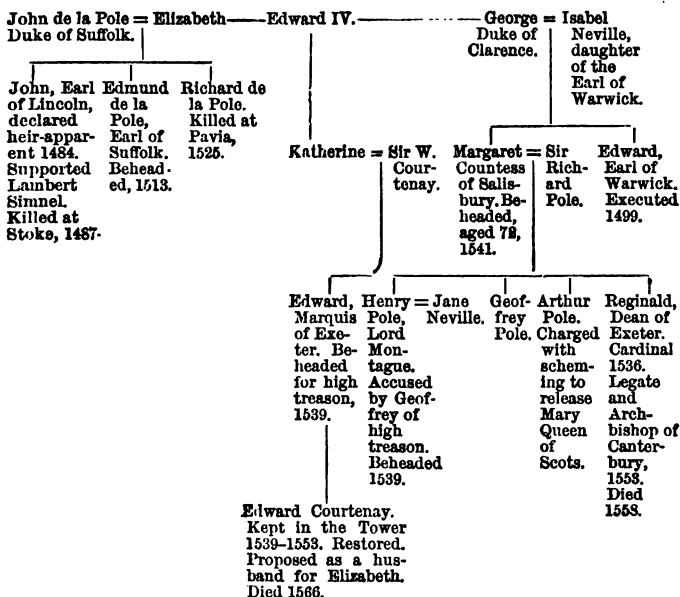 John de la Pole = Elizabeth — Edward IV. — George = Isabel
Duke of Suffolk.
Duke of
Clarence.
Neville,
daughter
of the
Earl of
Warwick.
John, Earl
of Lincoln,
declared
heir-appar-
ent 1484.
Supported
Lambert
Simnel.
Killed at
Stoke, 1487.
Edmund
de la
Pole,
Earl of
Suffolk.
Behead-
ed, 1513.
Richard de
la Pole.
Killed at
Pavia,
1525.
Katherine = Sir W.
Cour-
tenay.
Margaret = Sir
Countess
of Salis-
bury. Be-
headed,
aged 72,
1541.
Rich-
ard
Pole.
Edward,
Earl of
Warwick.
Executed
1499.
Edward,
Marquis
of Exe-
ter. Be-
headed
for high
treason,
1539.
Henry = Jane
Pole,
Lord
Mon-
tague.
Accused
by Geof-
frey of
high
treason.
Beheaded
1539.
Neville.
Geof-
frey
Pole.
Arthur
Pole.
Charged
with
schem-
ing to
release
Mary
Queen
of
Scots.
Reginald,
Dean of
Exeter.
Cardinal
1536.
Legate
and
Arch-
bishop of
Canter-
bury,
1553.
Died
1558.
Edward Courtenay.
Kept in the Tower
1539-1553. Restored.
Proposed as a hus-
band for Elizabeth.
Died 1566.